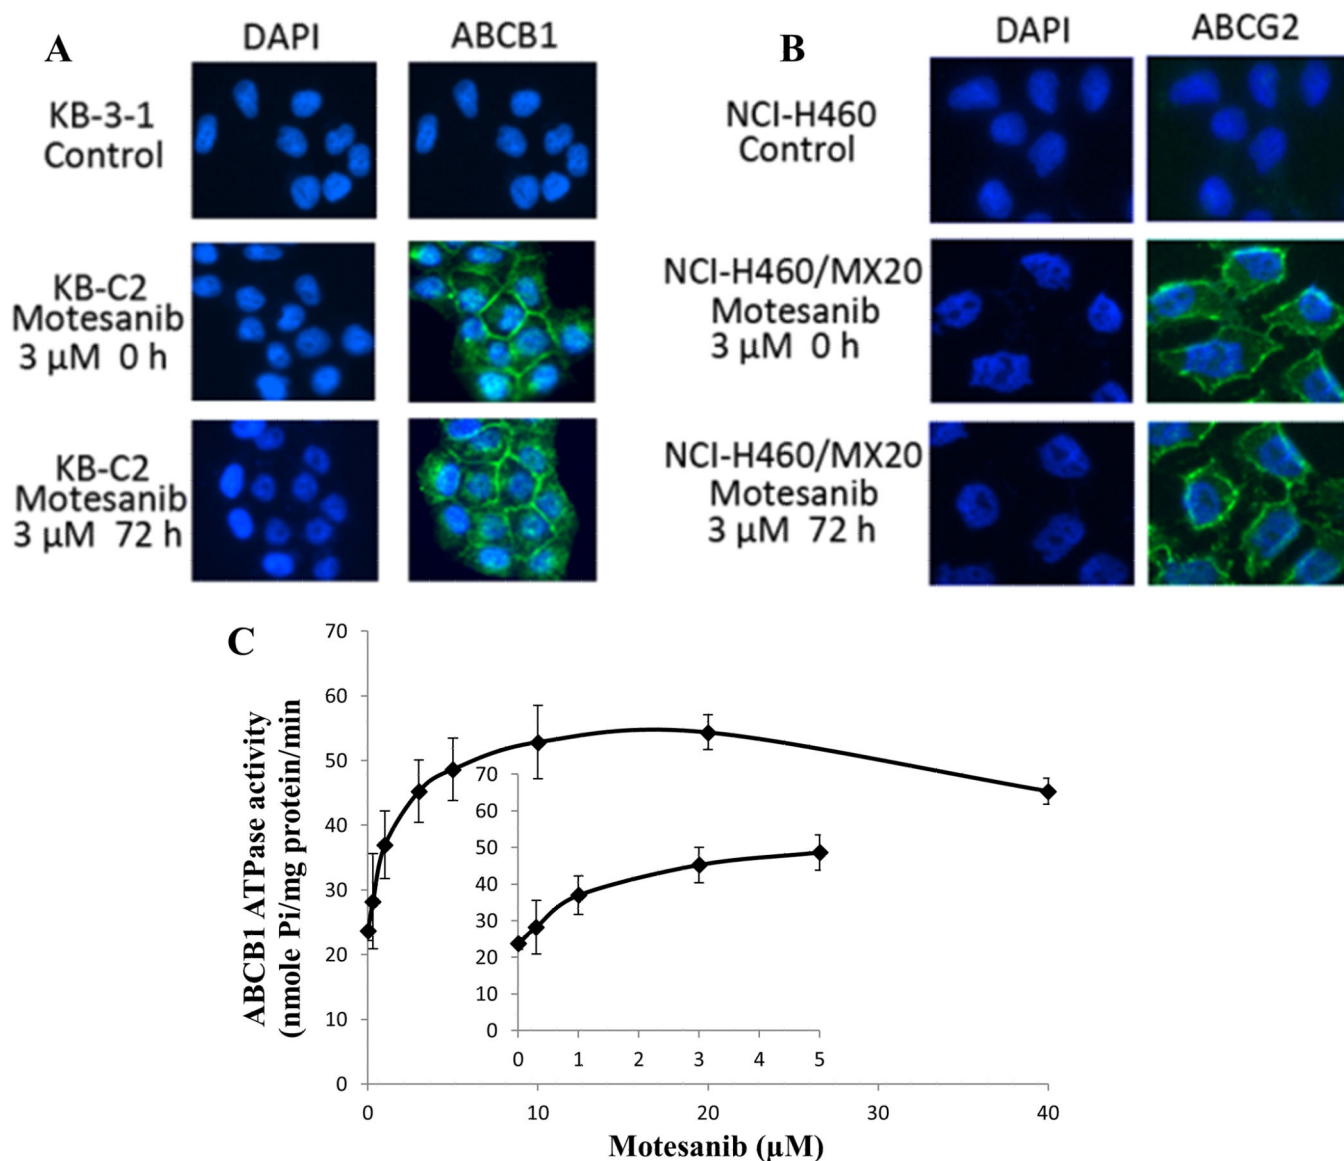 A
DAPI
ABCB1
KB-3-1
Control
KB-C2
Motesanib
3 μM 0 h
KB-C2
Motesanib
3 μM 72 h
B
DAPI
ABCG2
NCI-H460
Control
NCI-H460/MX20
Motesanib
3 μM 0 h
NCI-H460/MX20
Motesanib
3 μM 72 h
C
ABCB1 ATPase activity
(nmole Pi/mg protein/min
70
60
50
40
30
20
10
0
70
60
50
40
30
20
10
0
0 1 2 3 4 5
0 10 20 30 40
Motesanib (μM)